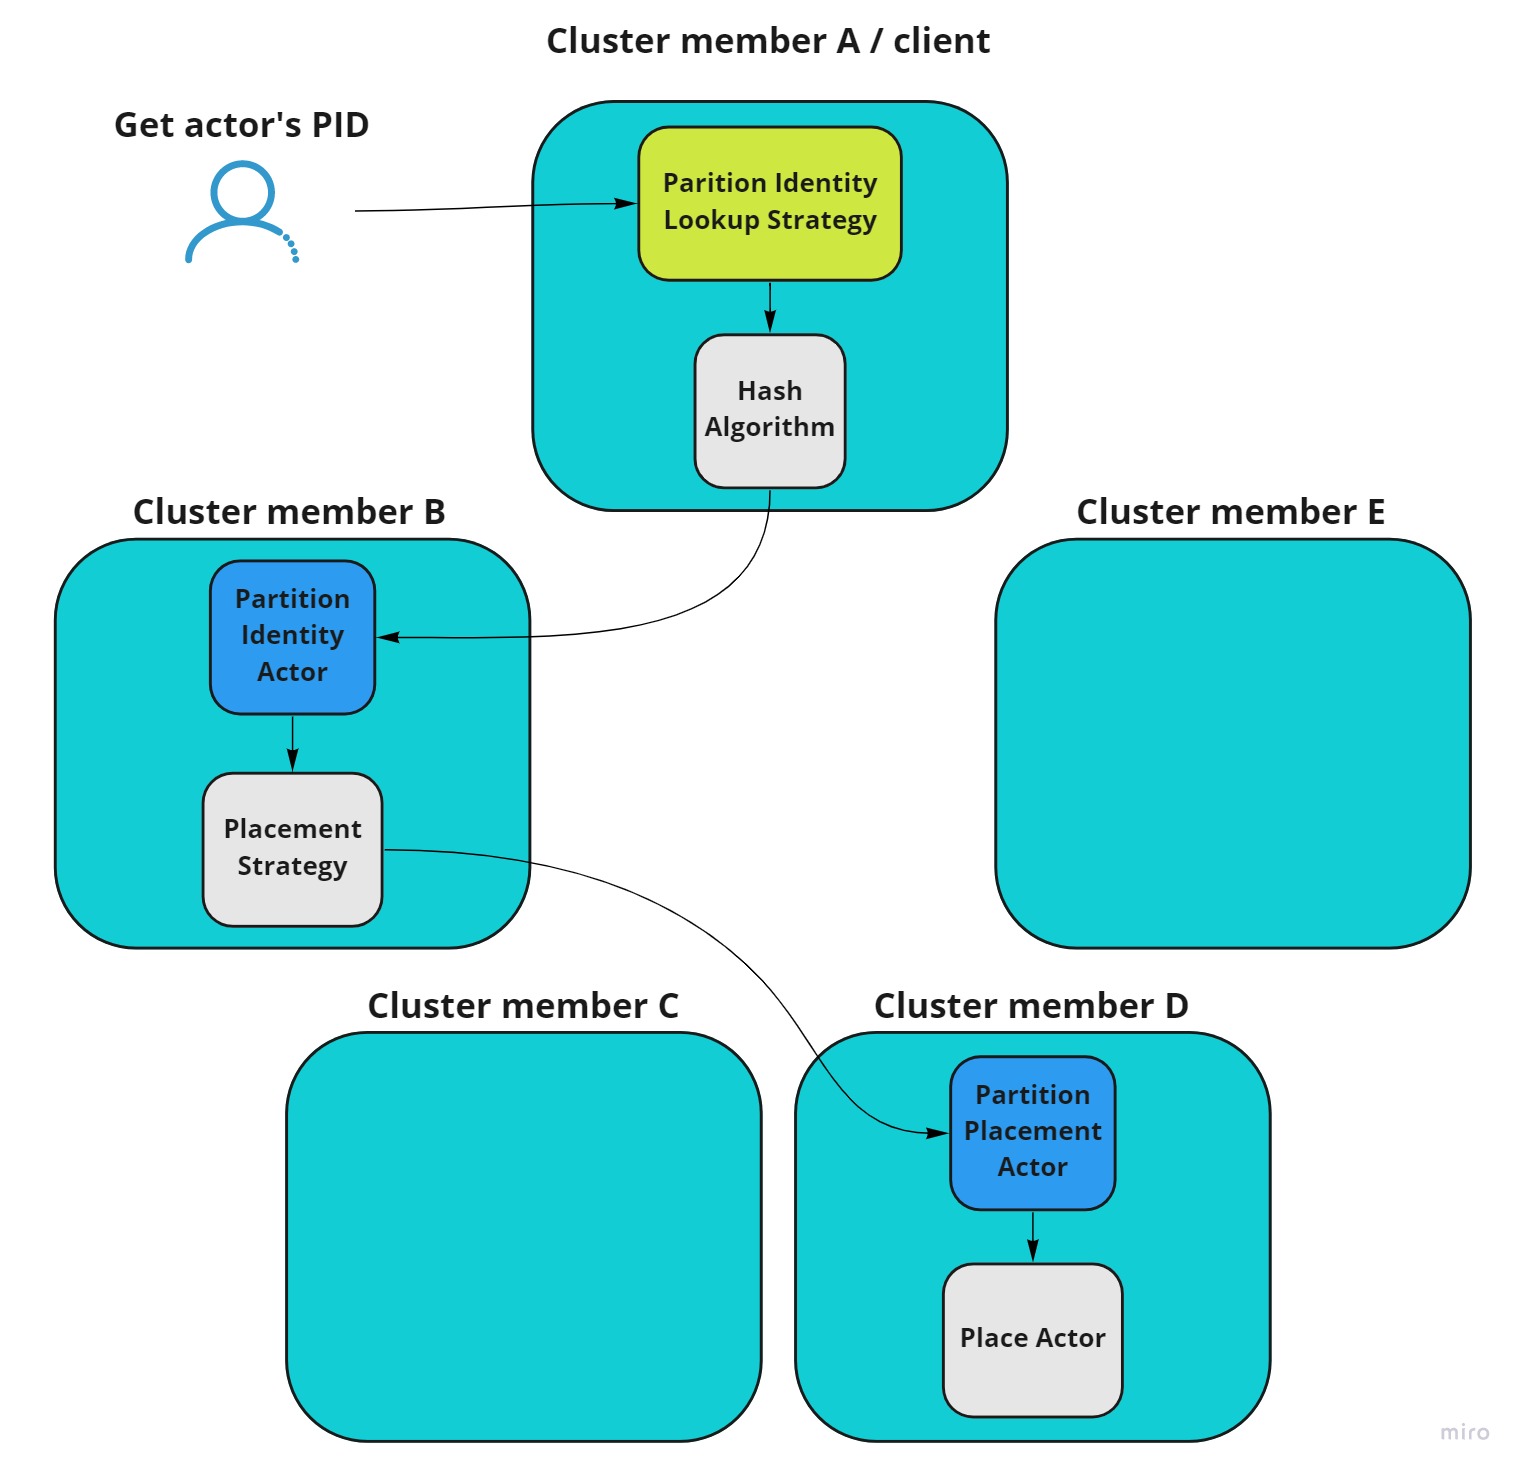 Cluster member A / client
Get actor's PID
Parition Identity
Lookup Strategy
Hash
Algorithm
Cluster member B
Partition
Identity
Actor
Placement
Strategy
Cluster member E
Cluster member C
Cluster member D
Partition
Placement
Actor
Place Actor
miro